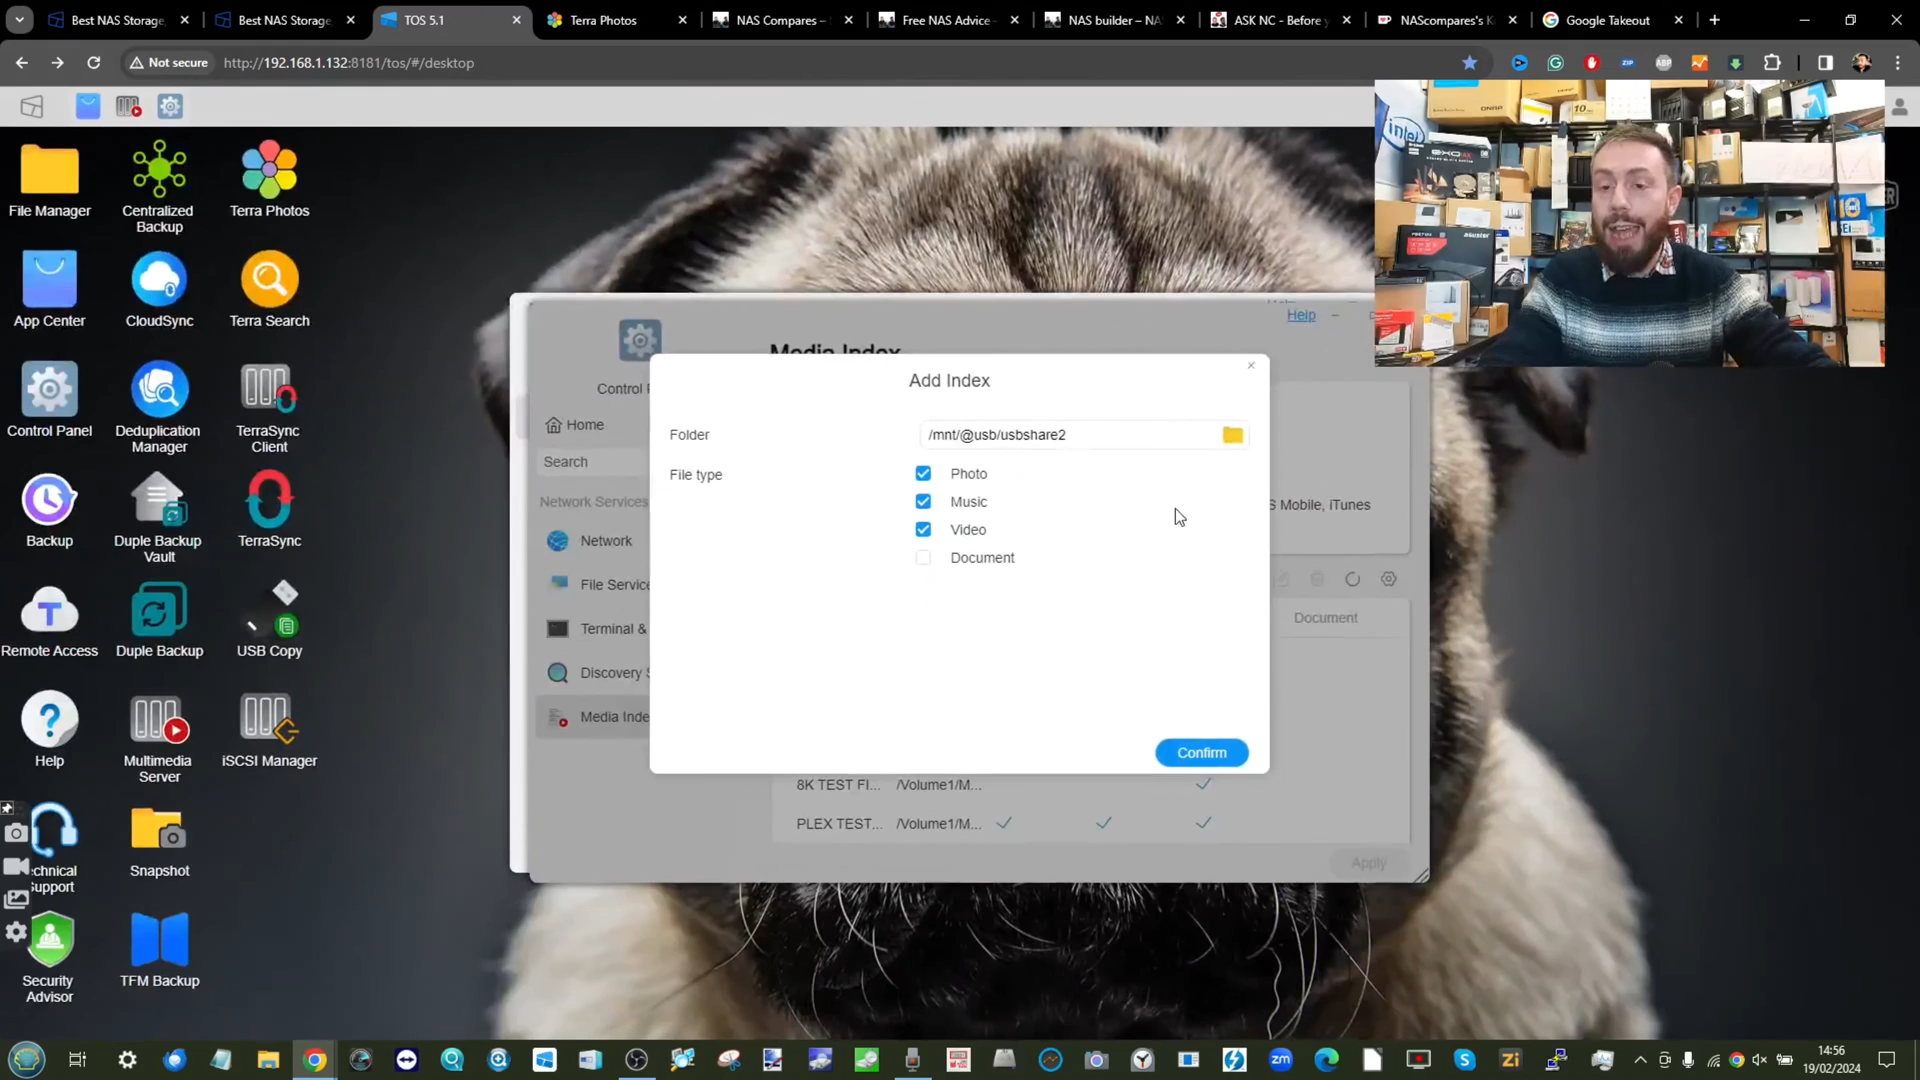 Best NAS Storage
Best NAS Storage
TOS 5.1
Terra Photos
NAS Compares –
Free NAS Advice
NAS builder – NA
ASK NC - Before y
NAScompares's K
Google Takeout
Not secure
http://192.168.1.132:8181/tos/#/desktop
File Manager
Centralized
Backup
Terra Photos
App Center
CloudSync
Terra Search
Control Panel
Deduplication
Manager
TerraSync
Client
Backup
Duple Backup
Vault
TerraSync
Remote Access
Duple Backup
USB Copy
Help
Multimedia
Server
iSCSI Manager
echnical
Support
Snapshot
Security
Advisor
TFM Backup
Help
Media Index
Control P
Home
Search
Network Services
Network
File Service
Terminal &
Discovery S
Media Inde
Add Index
Folder
/mnt/@usb/usbshare2
File type
Photo
Music
Video
Document
Confirm
S Mobile, iTunes
Document
8K TEST FI... /Volume1/M...
PLEX TEST... /Volume1/M...
Apply
intel
14:56
19/02/2024